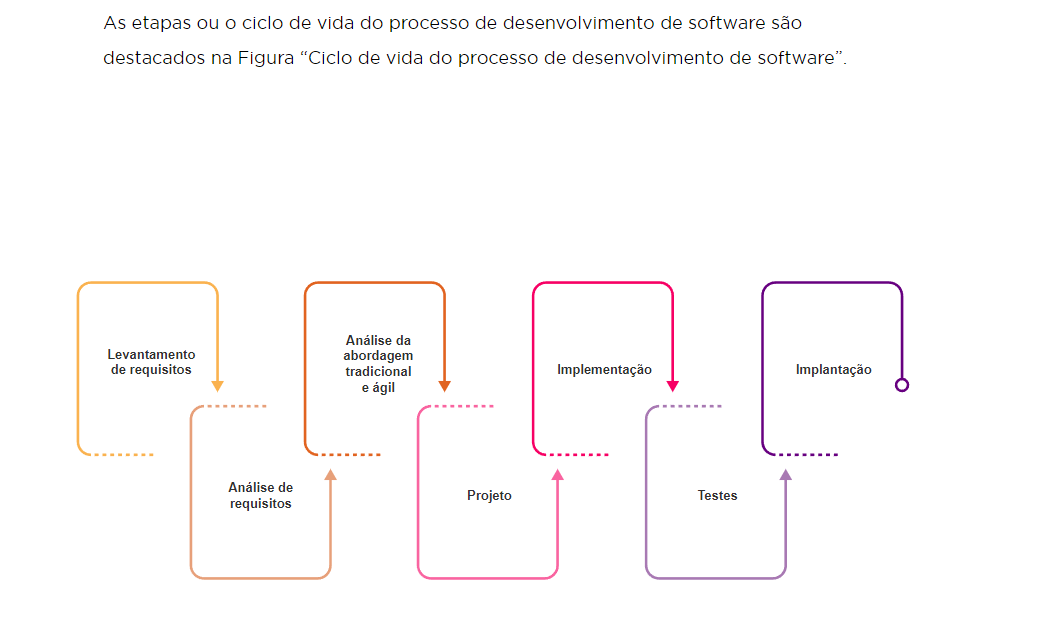 As etapas ou o ciclo de vida do processo de desenvolvimento de software são
destacados na Figura “Ciclo de vida do processo de desenvolvimento de software”.
Levantamento
de requisitos
Análise de
requisitos
Análise da
abordagem
tradicional
e ágil
Projeto
Implementação
Testes
Implantação